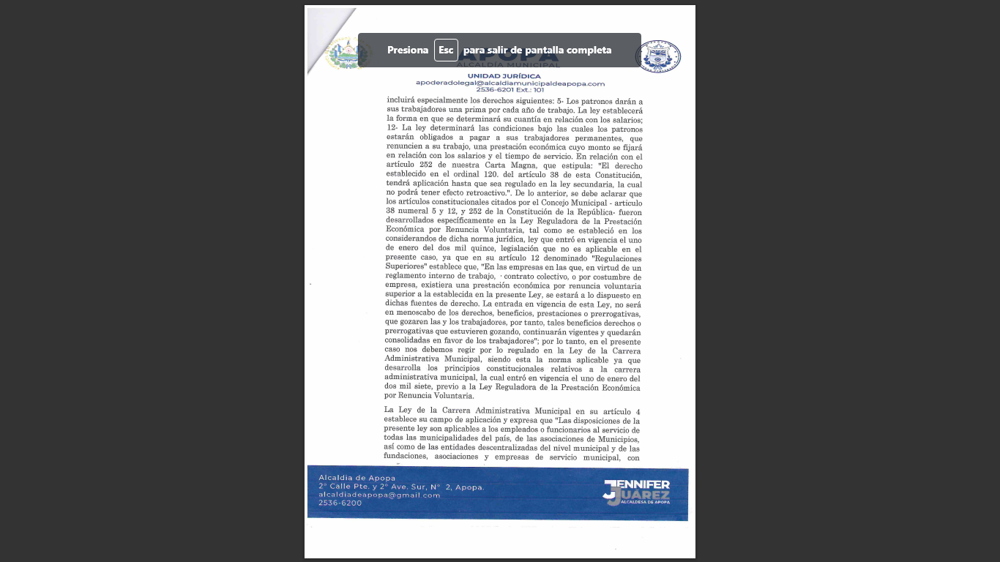 Presiona Esc para salir de pantalla completa
APOPA
ALCALDÍA MUNICIPAL
UNIDAD JURÍDICA
apoderadolegal@alcaldiamunicipaldeapopa.com
2536-6201 Ext.: 101
incluirá especialmente los derechos siguientes: 5- Los patronos darán a
sus trabajadores una prima por cada año de trabajo. La ley establecerá
la forma en que se determinará su cuantía en relación con los salarios;
12- La ley determinará las condiciones bajo las cuales los patronos
estarán obligados a pagar a sus trabajadores permanentes, que
renuncien a su trabajo, una prestación económica cuyo monto se fijará
en relación con los salarios y el tiempo de servicio. En relación con el
artículo 252 de nuestra Carta Magna, que estipula: "El derecho
establecido en el ordinal 120. del artículo 38 de esta Constitución,
tendrá aplicación hasta que sea regulado en la ley secundaria, la cual
no podrá tener efecto retroactivo.". De lo anterior, se debe aclarar que
los artículos constitucionales citados por el Concejo Municipal - articulo
38 numeral 5 y 12, y 252 de la Constitución de la República- fueron
desarrollados específicamente en la Ley Reguladora de la Prestación
Económica por Renuncia Voluntaria, tal como se estableció en los
considerandos de dicha norma jurídica, ley que entró en vigencia el uno
de enero del dos mil quince, legislación que no es aplicable en el
presente caso, ya que en su artículo 12 denominado "Regulaciones
Superiores" establece que, "En las empresas en las que, en virtud de un
reglamento interno de trabajo, · contrato colectivo, o por costumbre de
empresa, existiera una prestación económica por renuncia voluntaria
superior a la establecida en la presente Ley, se estará a lo dispuesto en
dichas fuentes de derecho. La entrada en vigencia de esta Ley, no será
en menoscabo de los derechos, beneficios, prestaciones o prerrogativas,
que gozaren las y los trabajadores, por tanto, tales beneficios derechos o
prerrogativas que estuvieren gozando, continuarán vigentes y quedarán
consolidadas en favor de los trabajadores"; por lo tanto, en el presente
caso nos debemos regir por lo regulado en la Ley de la Carrera
Administrativa Municipal, siendo esta la norma aplicable ya que
desarrolla los principios constitucionales relativos a la carrera
administrativa municipal, la cual entró en vigencia el uno de enero del
dos mil siete, previo a la Ley Reguladora de la Prestación Económica
por Renuncia Voluntaria.
La Ley de la Carrera Administrativa Municipal en su artículo 4
establece su campo de aplicación y expresa que "Las disposiciones de la
presente ley son aplicables a los empleados o funcionarios al servicio de
todas las municipalidades del país, de las asociaciones de Municipios,
así como de las entidades descentralizadas del nivel municipal y de las
fundaciones, asociaciones y empresas de servicio municipal, con
Alcaldia de Apopa
2° Calle Pte. y 2° Ave. Sur, N° 2, Apopa.
alcaldiadeapopa@gmail.com
2536-6200
JENNIFER
JUÁREZ
ALCALDESA DE APOPA